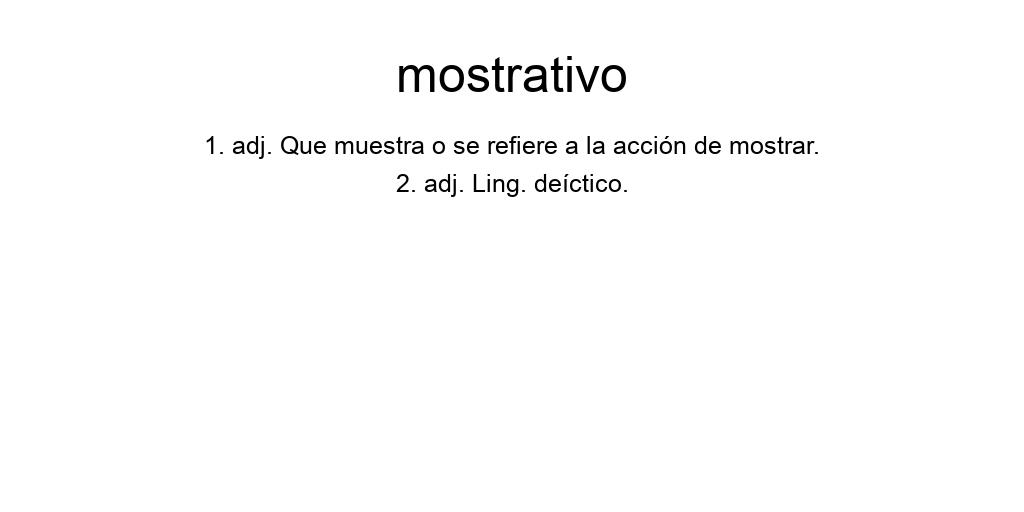 mostrativo
1. adj. Que muestra o se refiere a la acción de mostrar.
2. adj. Ling. deíctico.